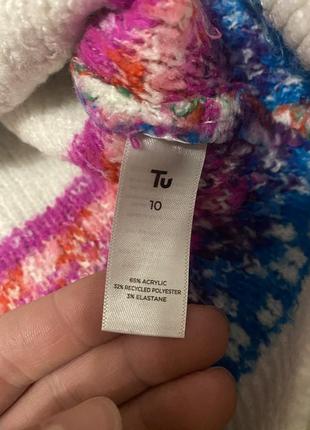 Tu
10
65% ACRYLIC
32% RECYCLED POLYESTER
3% ELASTANE